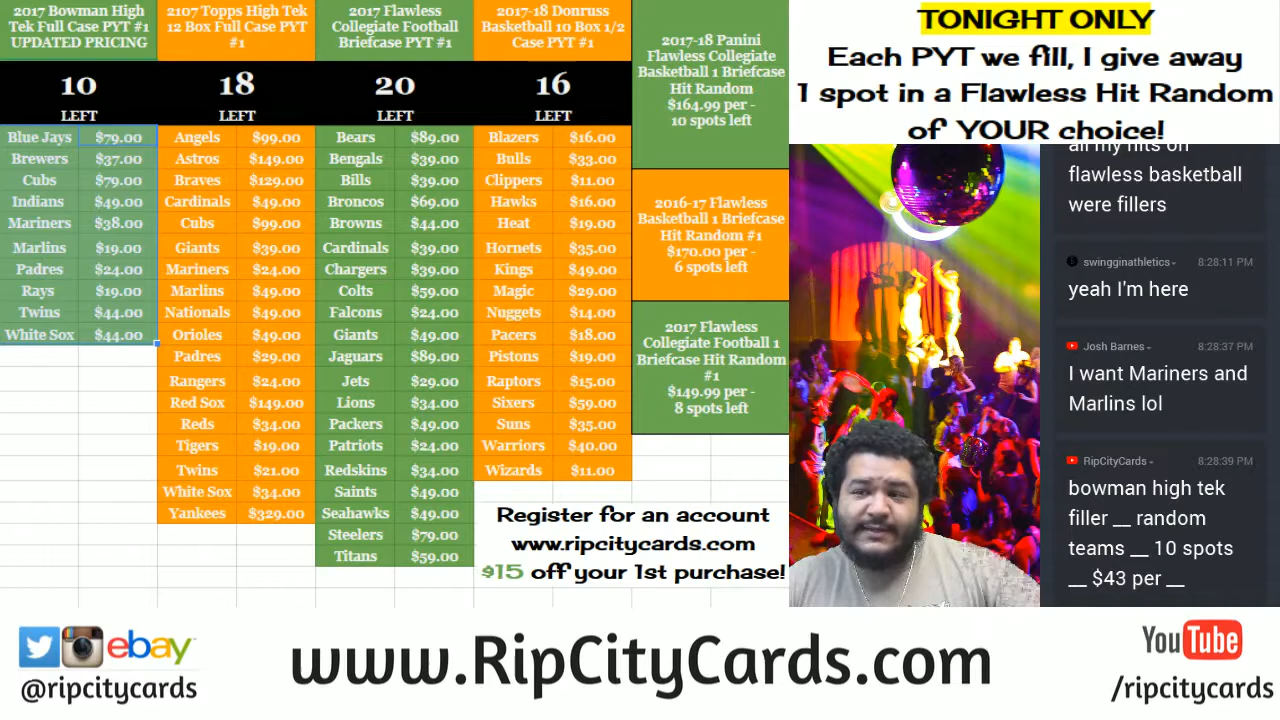 2017 Bowman High
Tek Full Case PYT #1
UPDATED PRICING
10
LEFT
Blue Jays $79.00
Brewers $37.00
Cubs $79.00
Indians $49.00
Mariners $38.00
Marlins $19.00
Padres $24.00
Rays $19.00
Twins $44.00
White Sox $44.00
2107 Topps High Tek
12 Box Full Case PYT
#1
18
LEFT
Angels $99.00
Astros $149.00
Braves $129.00
Cardinals $49.00
Cubs $99.00
Giants $39.00
Mariners $24.00
Marlins $49.00
Nationals $49.00
Orioles $49.00
Padres $29.00
Rangers $24.00
Red Sox $149.00
Reds $34.00
Tigers $19.00
Twins $21.00
White Sox $34.00
Yankees $329.00
2017 Flawless
Collegiate Football
Briefcase PYT #1
20
LEFT
Bears $89.00
Bengals $39.00
Bills $39.00
Broncos $69.00
Browns $44.00
Cardinals $39.00
Chargers $39.00
Colts $59.00
Falcons $24.00
Giants $49.00
Jaguars $89.00
Jets $29.00
Lions $34.00
Packers $49.00
Patriots $24.00
Redskins $34.00
Saints $49.00
Seahawks $49.00
Steelers $79.00
Titans $59.00
2017-18 Donruss
Basketball 10 Box 1/2
Case PYT #1
16
LEFT
Blazers $16.00
Bulls $33.00
Clippers $11.00
Hawks $16.00
Heat $19.00
Hornets $35.00
Kings $49.00
Magic $29.00
Nuggets $14.00
Pacers $18.00
Pistons $19.00
Raptors $15.00
Sixers $59.00
Suns $35.00
Warriors $40.00
Wizards $11.00
2017-18 Panini
Flawless Collegiate
Basketball 1 Briefcase
Hit Random
$164.99 per -
10 spots left
2016-17 Flawless
Basketball 1 Briefcase
Hit Random #1
$170.00 per -
6 spots left
2017 Flawless
Collegiate Football 1
Briefcase Hit Random
#1
$149.99 per -
8 spots left
Register for an account
www.ripcitycards.com
$15 off your 1st purchase!
TONIGHT ONLY
Each PYT we fill, I give away
1 spot in a Flawless Hit Random
of YOUR choice!
all my hits on
flawless basketball
were fillers
swingginathletics 8:28:11 PM
yeah I'm here
Josh Barnes 8:28:37 PM
I want Mariners and
Marlins lol
RipCityCards 8:28:39 PM
bowman high tek
filler __ random
teams __ 10 spots
__ $43 per __
ebay
@ripcitycards
www.RipCityCards.com
YouTube
/ripcitycards